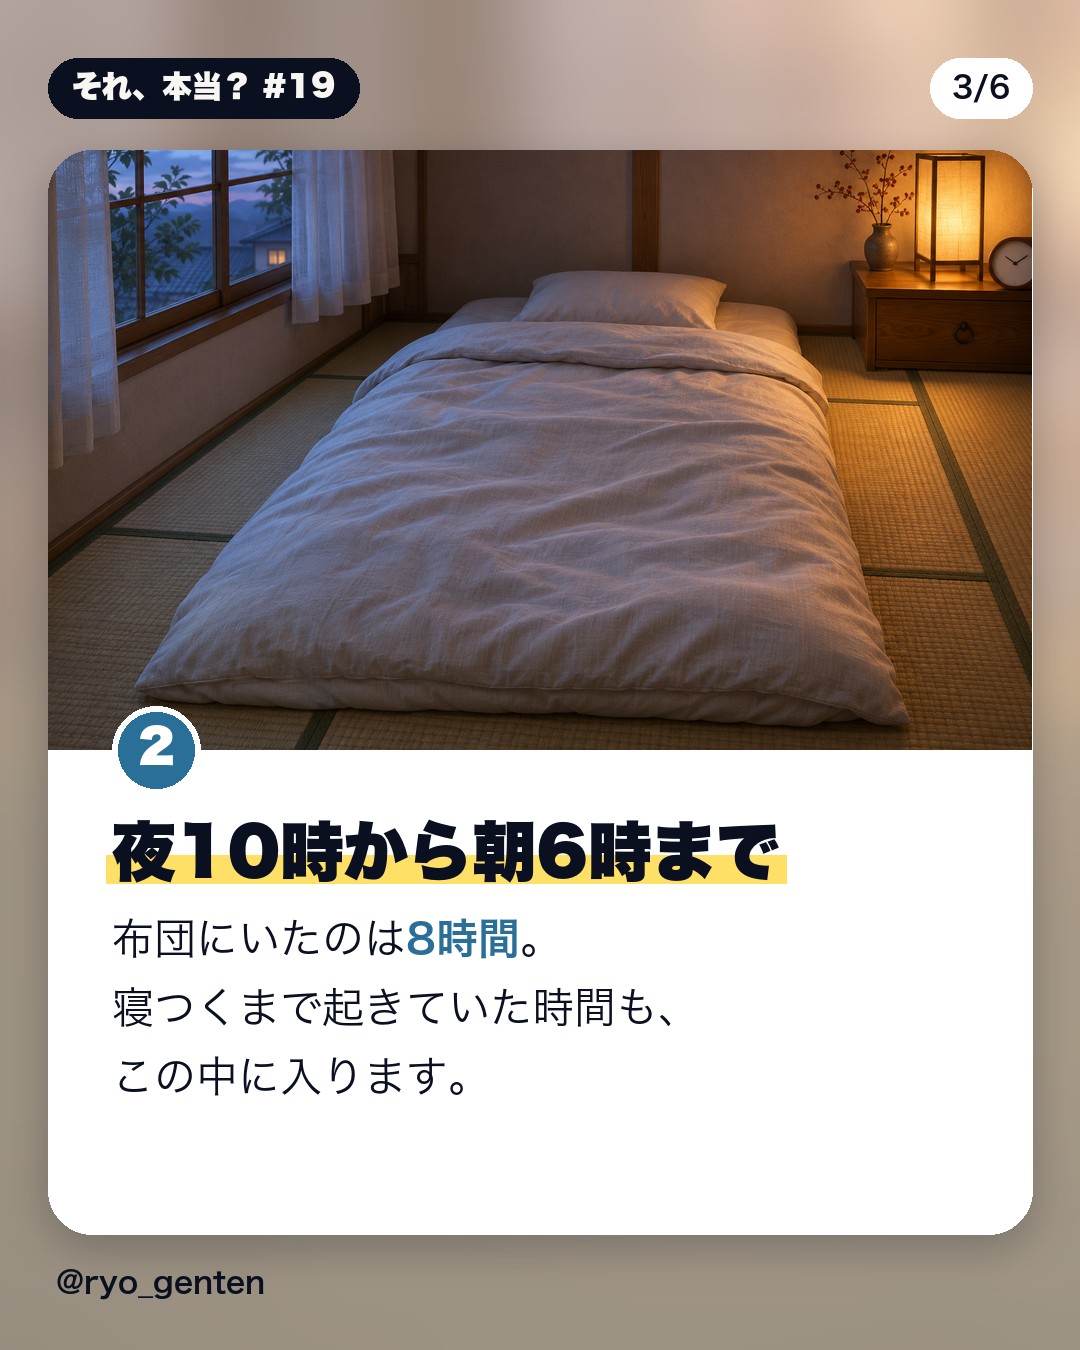 それ、本当？ #19
3/6
2
夜10時から朝6時まで
布団にいたのは8時間。
寝つくまで起きていた時間も、
この中に入ります。
@ryo_genten